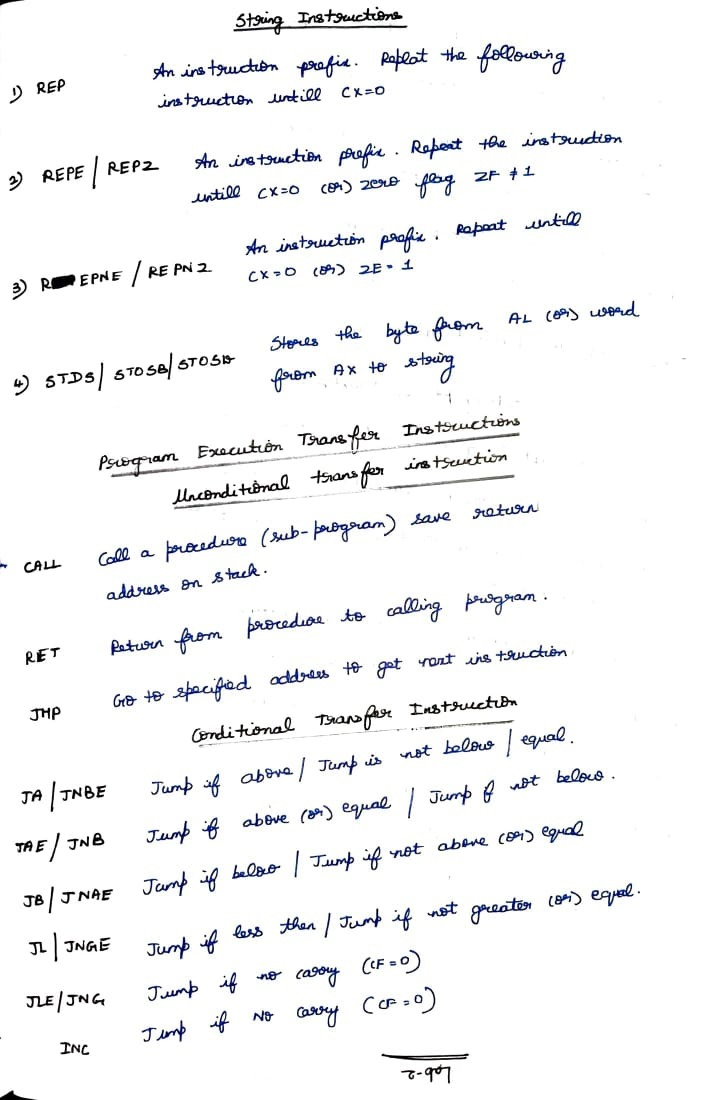 String Instructions
1) REP An instruction prefix. Repeat the following
instruction untill CX=0
2) REPE / REPZ An instruction prefix. Repeat the instruction
untill CX=0 (or) zero flag ZF ≠ 1
3) REPNE / REPNZ An instruction prefix. Repeat untill
CX=0 (or) ZE=1
4) STDS / STOSB / STOSW Stores the byte from AL (or) word
from AX to string
Program Execution Transfer Instructions
Unconditional transfer instruction
CALL Call a procedure (sub-program) save return
address on stack.
RET Return from procedure to calling program.
JMP Go to specified address to get next instruction
Conditional Transfer Instruction
JA | JNBE Jump if above / Jump is not below | equal.
JAE / JNB Jump if above (or) equal / Jump if not below.
JB | JNAE Jump if below | Jump if not above (or) equal
JL | JNGE Jump if less then / Jump if not greater (or) equal.
JLE / JNG Jump if no carry (CF=0)
INC Jump if No Carry (CF=0)